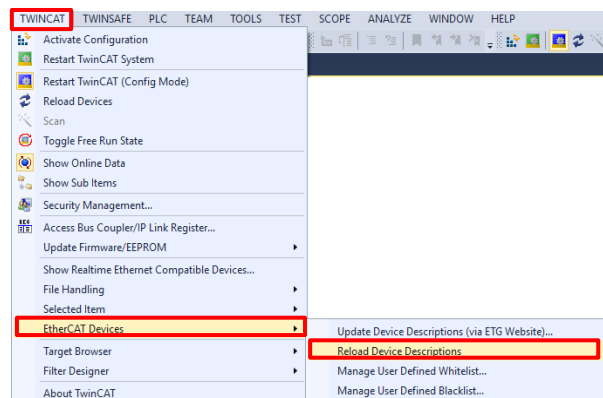 TWINCAT TWINSAFE PLC TEAM TOOLS TEST SCOPE ANALYZE WINDOW HELP
Activate Configuration
Restart TwinCAT System
Restart TwinCAT (Config Mode)
Reload Devices
Scan
Toggle Free Run State
Show Online Data
Show Sub Items
Security Management...
Access Bus Coupler/IP Link Register...
Update Firmware/EEPROM
Show Realtime Ethernet Compatible Devices...
File Handling
Selected Item
EtherCAT Devices
Update Device Descriptions (via ETG Website)...
Target Browser
Reload Device Descriptions
Filter Designer
Manage User Defined Whitelist...
About TwinCAT
Manage User Defined Blacklist...